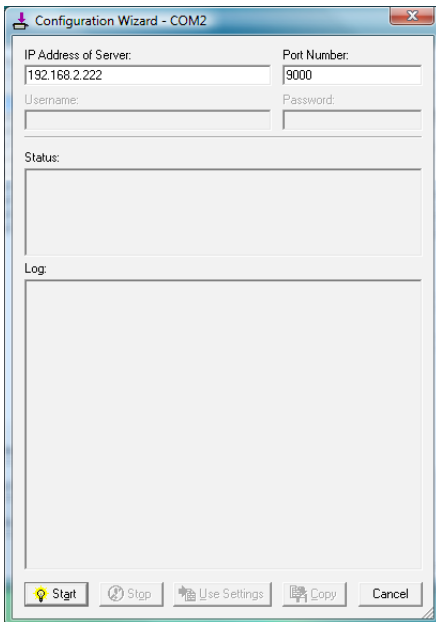 Configuration Wizard - COM2
IP Address of Server: Port Number:
192.168.2.222 9000
Username: Password:
Status:
Log:
Start Stop Use Settings Copy Cancel